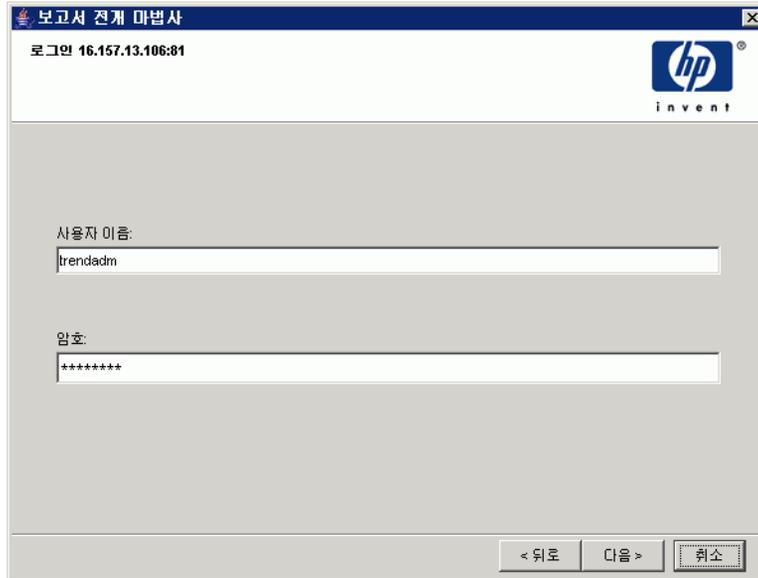 보고서 전개 마법사
로그인 16.157.13.106:81
hp
®
invent
사용자 이름:
trendadm
암호:
********
< 뒤로
다음 >
취소